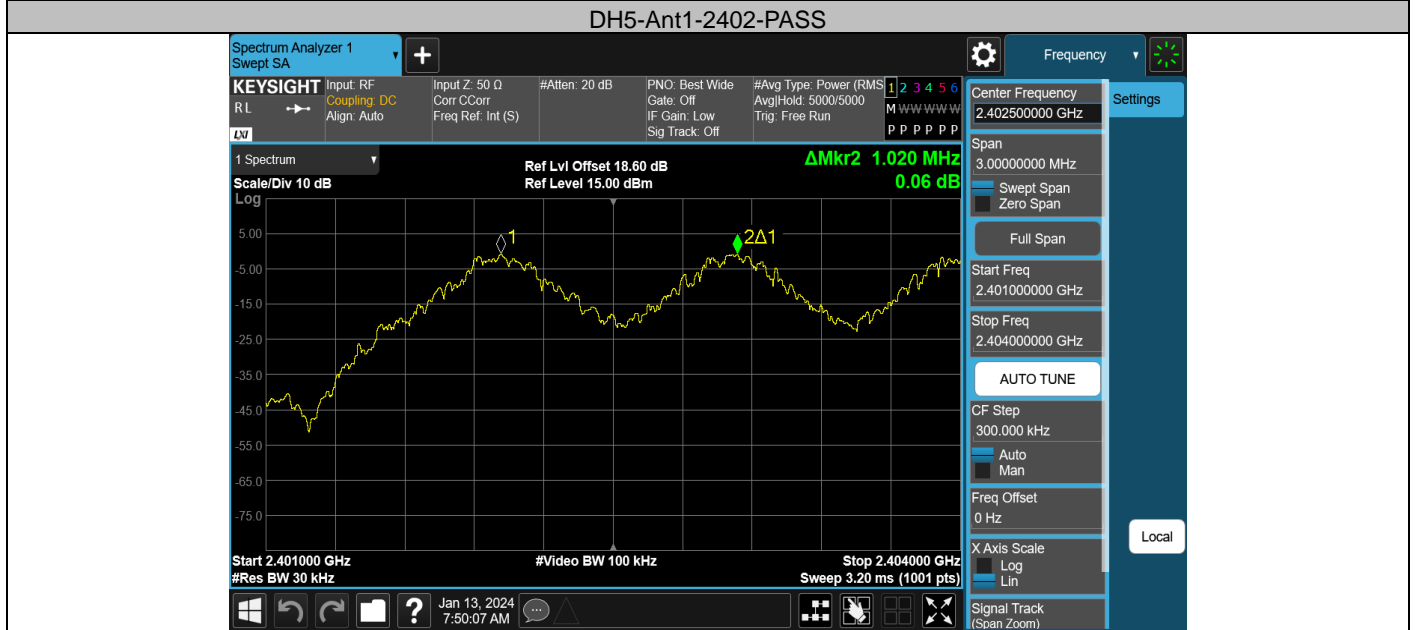 DH5-Ant1-2402-PASS
Spectrum Analyzer 1
Swept SA
Frequency
Settings
KEYSIGHT
R L
LXI
Input: RF
Coupling: DC
Align: Auto
Input Z: 50 Ω
Corr CCorr
Freq Ref: Int (S)
#Atten: 20 dB
PNO: Best Wide
Gate: Off
IF Gain: Low
Sig Track: Off
#Avg Type: Power (RMS
Avg|Hold: 5000/5000
Trig: Free Run
1 2 3 4 5 6
M W W W W W
P P P P P P
1 Spectrum
Scale/Div 10 dB
Log
Ref Lvl Offset 18.60 dB
Ref Level 15.00 dBm
ΔMkr2 1.020 MHz
0.06 dB
1
2Δ1
5.00
-5.00
-15.0
-25.0
-35.0
-45.0
-55.0
-65.0
-75.0
Start 2.401000 GHz
#Res BW 30 kHz
#Video BW 100 kHz
Stop 2.404000 GHz
Sweep 3.20 ms (1001 pts)
Jan 13, 2024
7:50:07 AM
Center Frequency
2.402500000 GHz
Span
3.00000000 MHz
Swept Span
Zero Span
Full Span
Start Freq
2.401000000 GHz
Stop Freq
2.404000000 GHz
AUTO TUNE
CF Step
300.000 kHz
Auto
Man
Freq Offset
0 Hz
X Axis Scale
Log
Lin
Signal Track
(Span Zoom)
Local